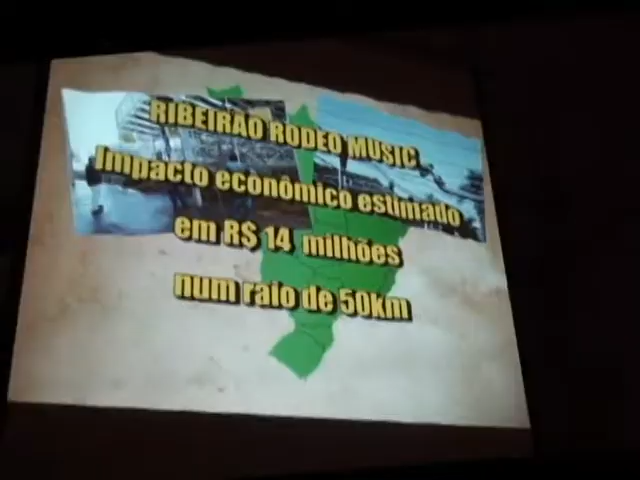 RIBEIRÃO RODEO MUSIC
Impacto econômico estimado
em R$ 14 milhões
num raio de 50km